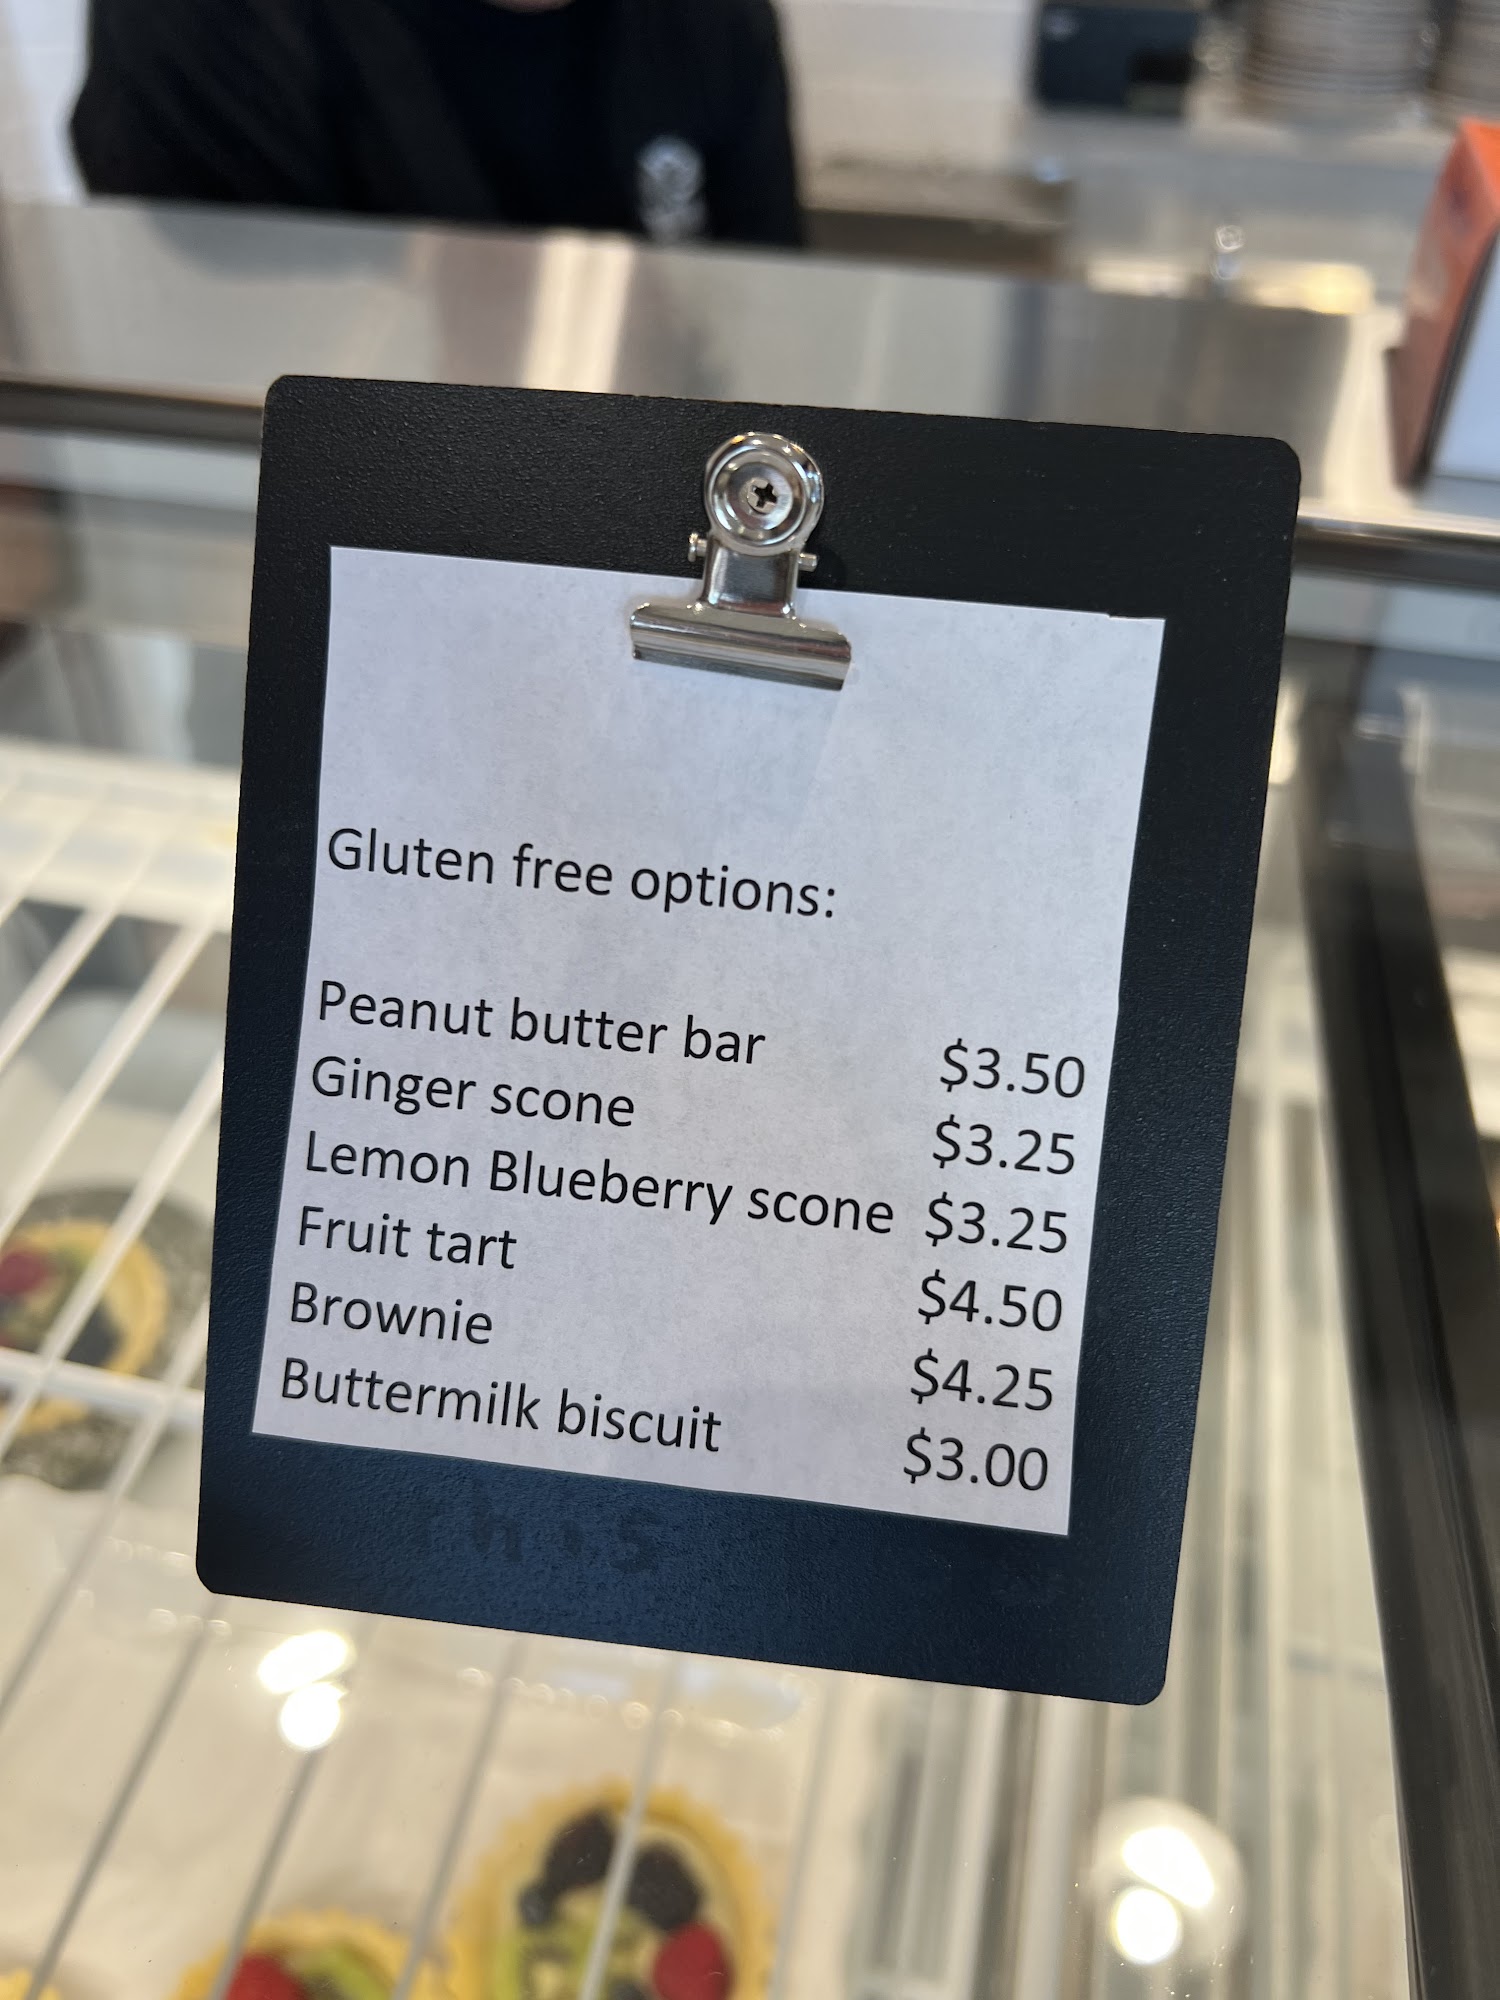 Gluten free options:
Peanut butter bar $3.50
Ginger scone $3.25
Lemon Blueberry scone $3.25
Fruit tart $4.50
Brownie $4.25
Buttermilk biscuit $3.00